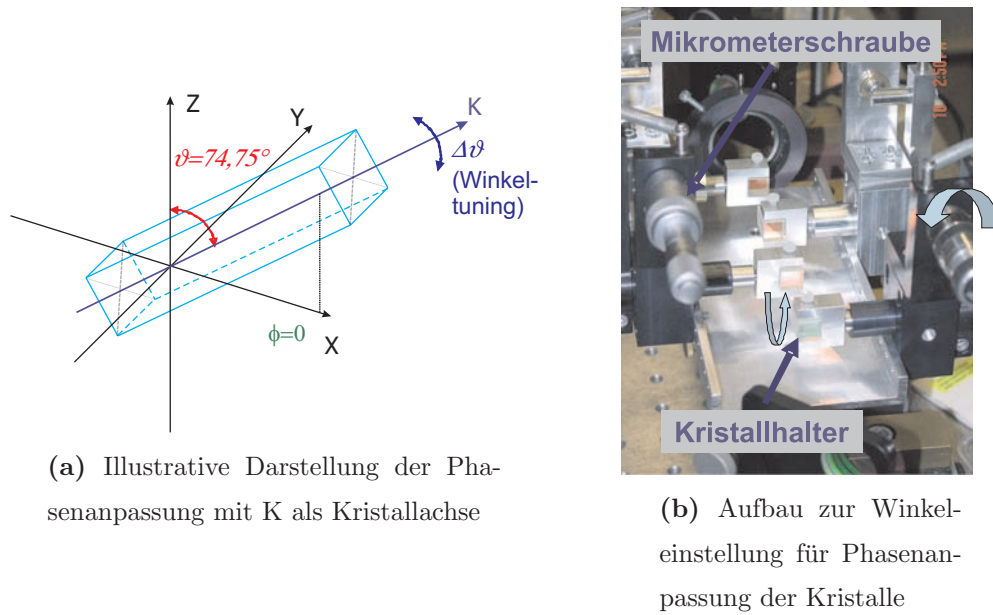 Z
Y
K
ϑ=74,75°
Δϑ
(Winkel-
tuning)
X
ϕ=0
(a) Illustrative Darstellung der Pha-
senanpassung mit K als Kristallachse
Mikrometerschraube
Kristallhalter
(b) Aufbau zur Winkel-
einstellung für Phasenan-
passung der Kristalle